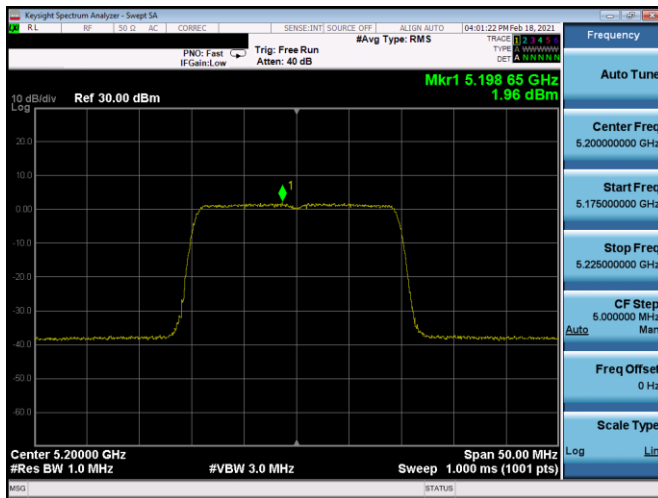 Keysight Spectrum Analyzer - Swept SA
RL RF 50 Ω AC CORREC SENSE:INT SOURCE OFF ALIGN AUTO 04:01:22 PM Feb 18, 2021
#Avg Type: RMS
TRACE 1 2 3 4 5 6
PNO: Fast Trig: Free Run
TYPE A WWWWW
IFGain:Low Atten: 40 dB
DET A N N N N N
Mkr1 5.198 65 GHz
1.96 dBm
10 dB/div Ref 30.00 dBm
Log
20.0
10.0
1
0.00
-10.0
-20.0
-30.0
-40.0
-50.0
-60.0
Center 5.20000 GHz Span 50.00 MHz
#Res BW 1.0 MHz #VBW 3.0 MHz Sweep 1.000 ms (1001 pts)
MSG STATUS
Frequency
Auto Tune
Center Freq
5.200000000 GHz
Start Freq
5.175000000 GHz
Stop Freq
5.225000000 GHz
CF Step
5.000000 MHz
Auto Man
Freq Offset
0 Hz
Scale Type
Log Lin